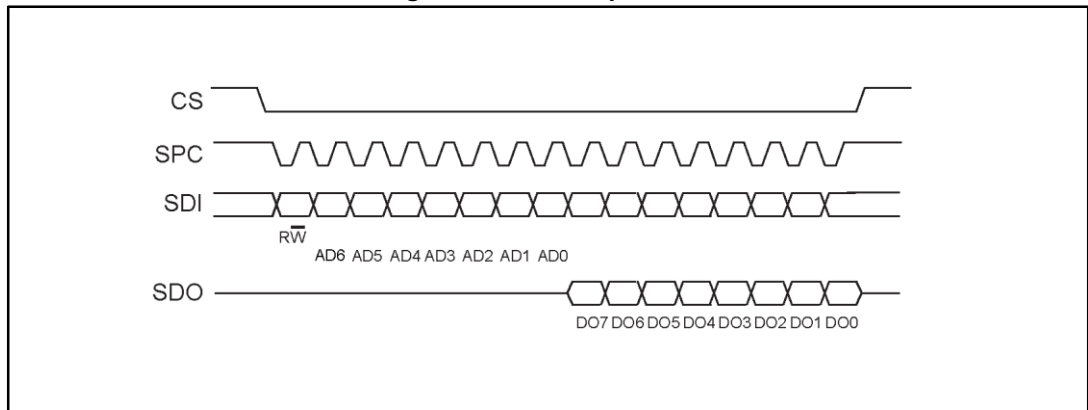 CS
SPC
SDI
RW
AD6 AD5 AD4 AD3 AD2 AD1 AD0
SDO
DO7 DO6 DO5 DO4 DO3 DO2 DO1 DO0